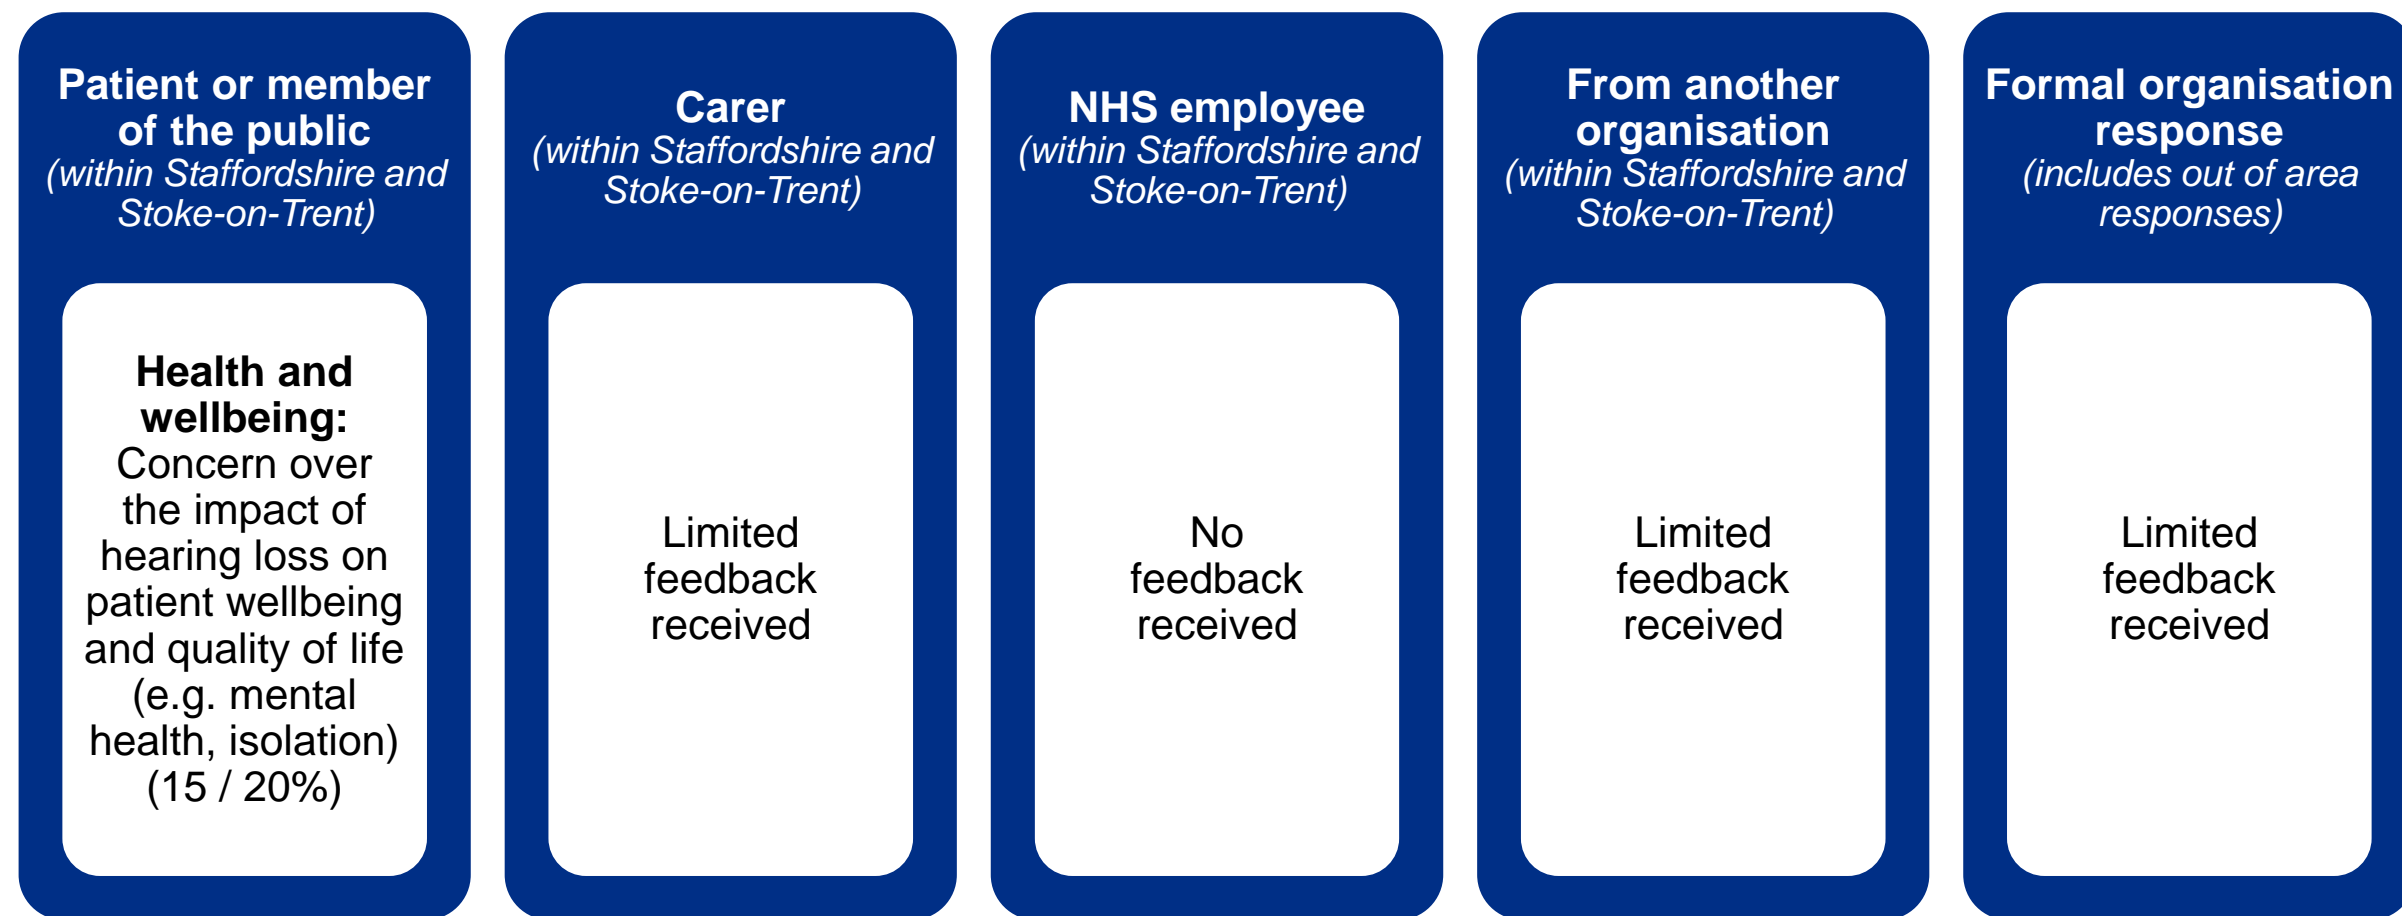 Patient or member
of the public
(within Staffordshire and
Stoke-on-Trent)
Health and
wellbeing:
Concern over
the impact of
hearing loss on
patient wellbeing
and quality of life
(e.g. mental
health, isolation)
(15 / 20%)
Carer
(within Staffordshire and
Stoke-on-Trent)
Limited
feedback
received
NHS employee
(within Staffordshire and
Stoke-on-Trent)
No
feedback
received
From another
organisation
(within Staffordshire and
Stoke-on-Trent)
Limited
feedback
received
Formal organisation
response
(includes out of area
responses)
Limited
feedback
received